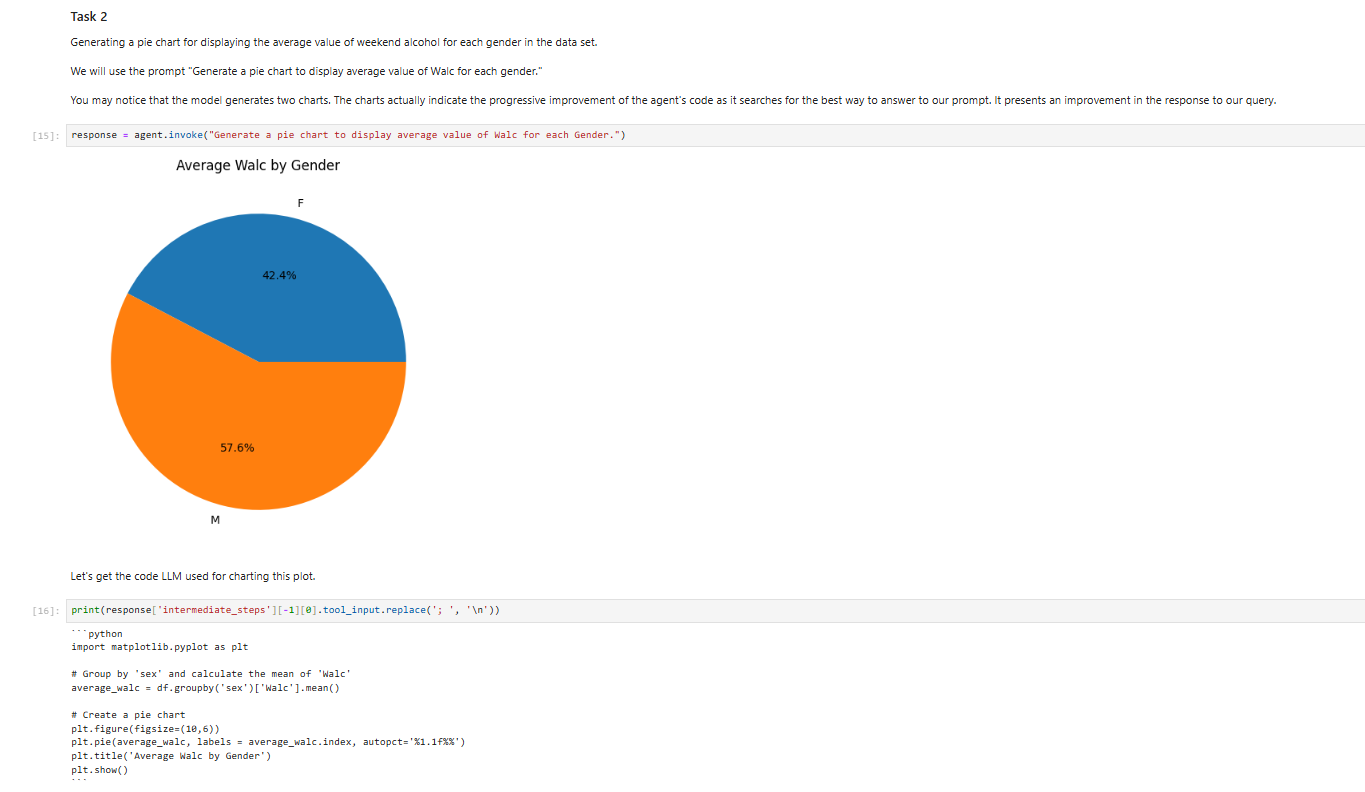 Task 2
Generating a pie chart for displaying the average value of weekend alcohol for each gender in the data set.
We will use the prompt "Generate a pie chart to display average value of Walc for each gender."
You may notice that the model generates two charts. The charts actually indicate the progressive improvement of the agent's code as it searches for the best way to answer to our prompt. It presents an improvement in the response to our query.
[15]: response = agent.invoke("Generate a pie chart to display average value of Walc for each Gender.")
Average Walc by Gender
F
42.4%
57.6%
M
Let's get the code LLM used for charting this plot.
[16]: print(response['intermediate_steps'][-1][0].tool_input.replace('; ', '\n'))
```python
import matplotlib.pyplot as plt
# Group by 'sex' and calculate the mean of 'Walc'
average_walc = df.groupby('sex')['Walc'].mean()
# Create a pie chart
plt.figure(figsize=(10,6))
plt.pie(average_walc, labels = average_walc.index, autopct='%1.1f%%')
plt.title('Average Walc by Gender')
plt.show()
```